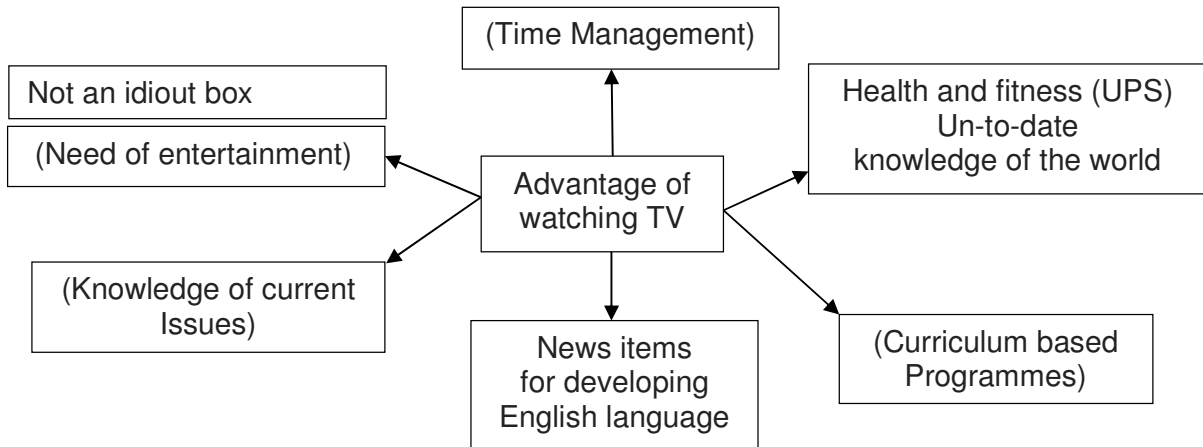 (Time Management)
Not an idiout box
(Need of entertainment)
Health and fitness (UPS)
Un-to-date
knowledge of the world
Advantage of
watching TV
(Knowledge of current
Issues)
News items
for developing
English language
(Curriculum based
Programmes)